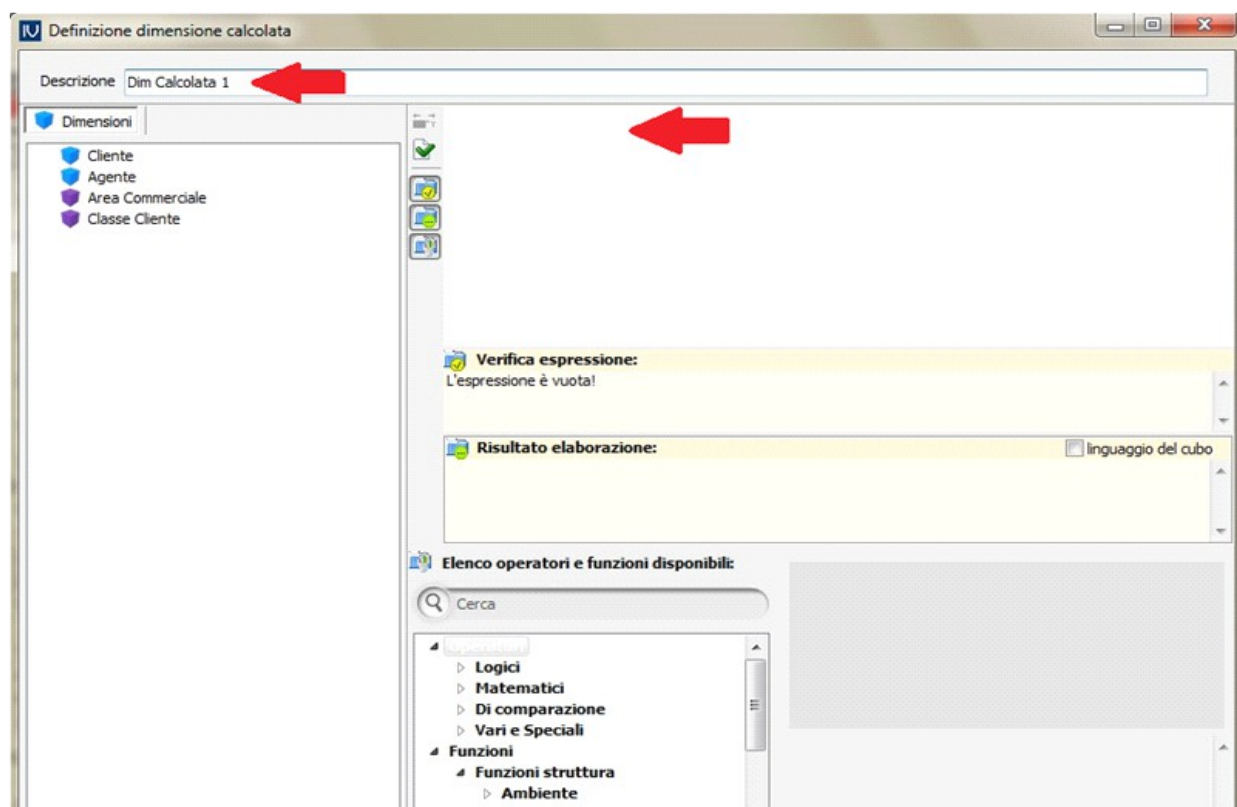 Definizione dimensione calcolata
Descrizione Dim Calcolata 1
Dimensioni
Cliente
Agente
Area Commerciale
Classe Cliente
Verifica espressione:
L'espressione è vuota!
Risultato elaborazione:
linguaggio del cubo
Elenco operatori e funzioni disponibili:
Cerca
Operatori
Logici
Matematici
Di comparazione
Vari e Speciali
Funzioni
Funzioni struttura
Ambiente